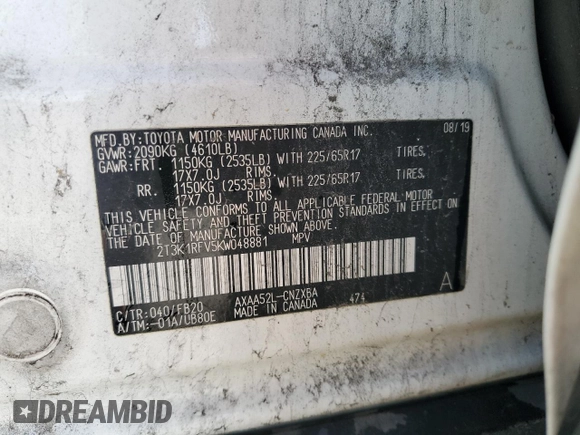 MFD.BY:TOYOTA MOTOR MANUFACTURING CANADA INC. 08/19
GVWR:2090KG (4610LB)
GAWR:FRT 1150KG (2535LB) WITH 225/65R17 TIRES.
17X7.0J RIMS.
RR. 1150KG (2535LB) WITH 225/65R17 TIRES.
17X7.0J RIMS.
THIS VEHICLE CONFORMS TO ALL APPLICABLE FEDERAL MOTOR
VEHICLE SAFETY AND THEFT PREVENTION STANDARDS IN EFFECT ON
THE DATE OF MANUFACTURE SHOWN ABOVE.
2T3K1RFV5KW048881 MPV
C/TR:040/FB20 AXAA52L-CNZXBA 474 A
A/TM:-01A/UB80E MADE IN CANADA
DREAMBID